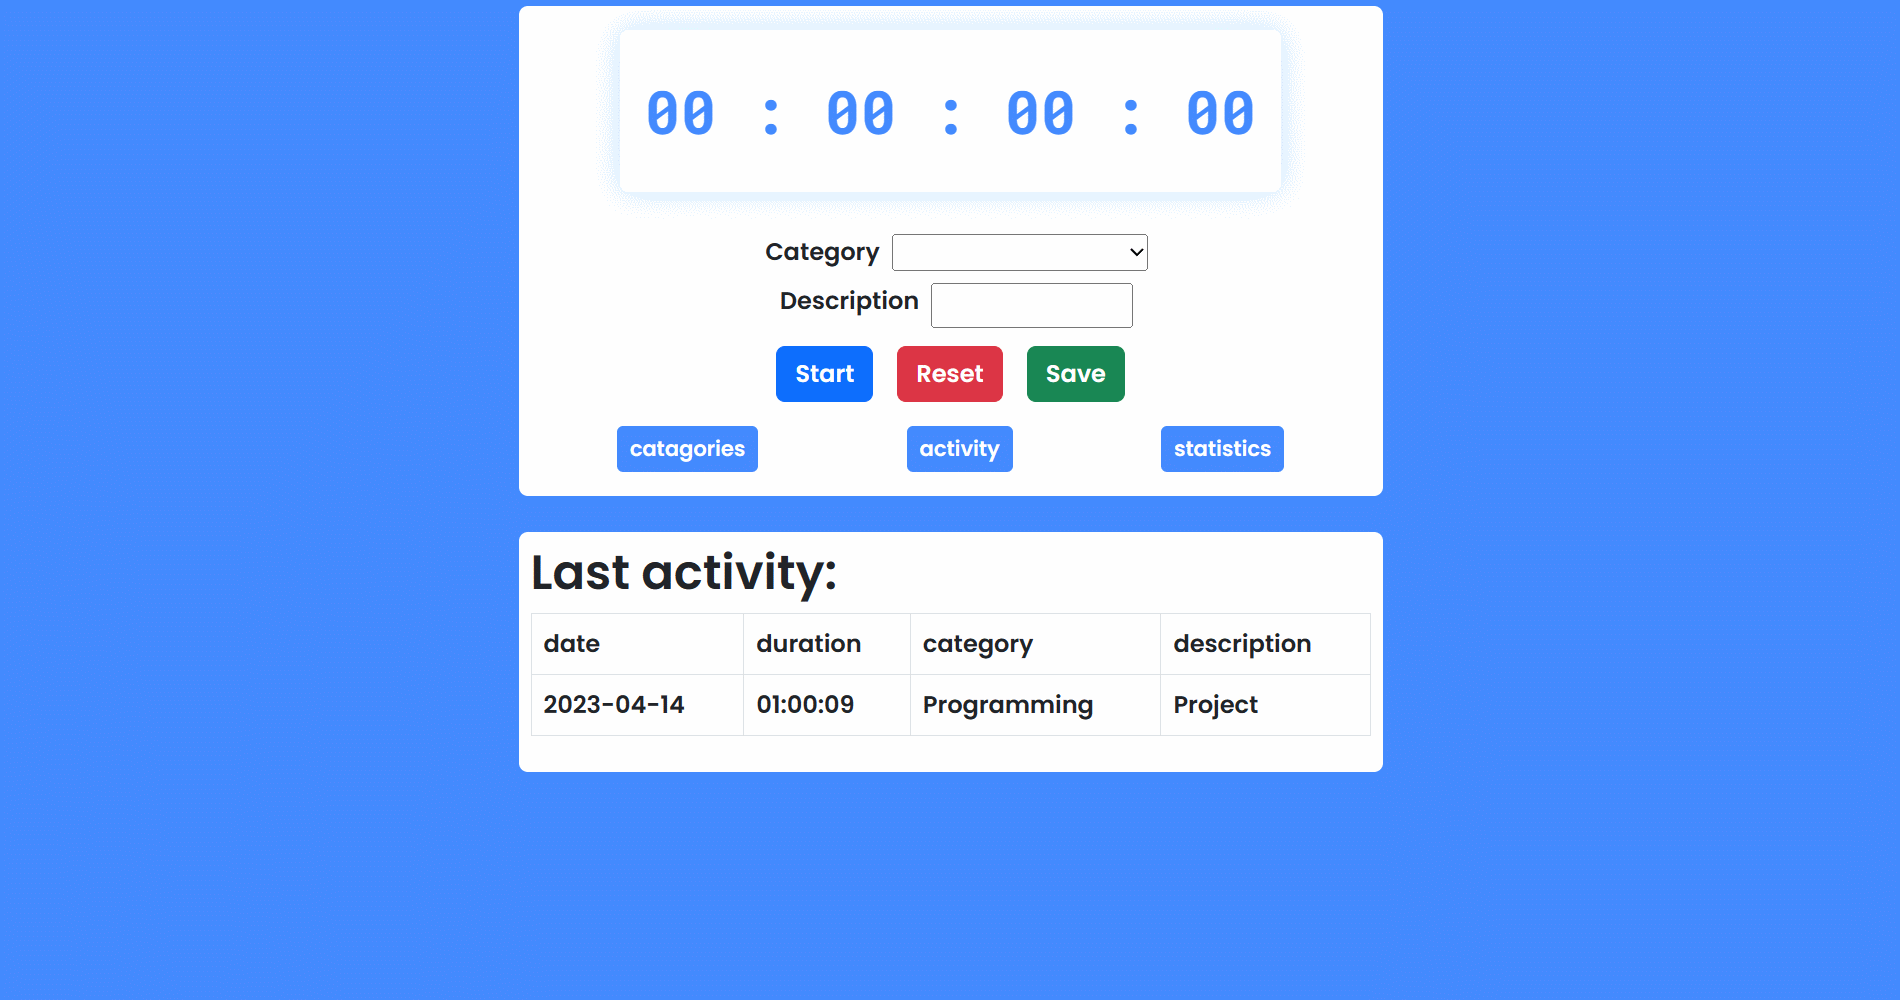 00 : 00 : 00 : 00
Category
Description
Start Reset Save
catagories activity statistics
Last activity:
date duration category description
2023-04-14 01:00:09 Programming Project